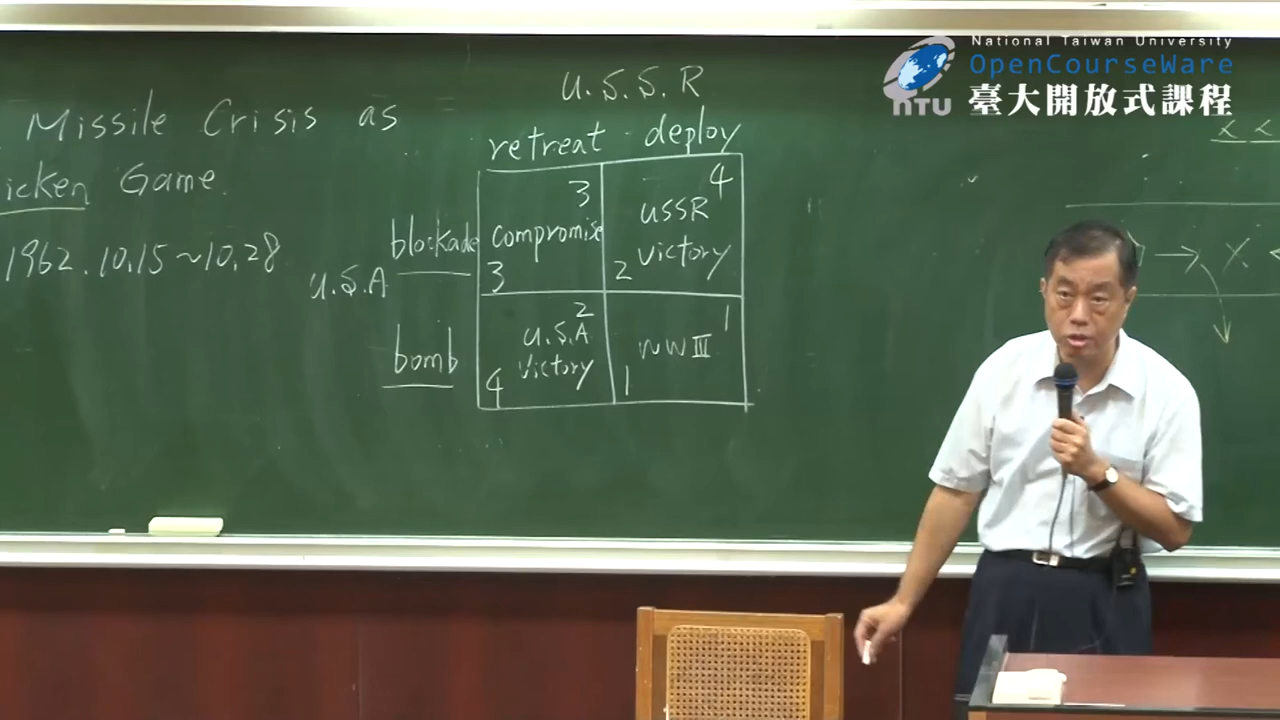 Missile Crisis as
icken Game.
1962.10.15~10.28
U.S.S.R
retreat deploy
U.S.A
blockade
bomb
3
compromise
3
4
USSR
victory
2
2
U.S.A
victory
4
1
WW III
1
X
National Taiwan University
OpenCourseWare
NTU
臺大開放式課程